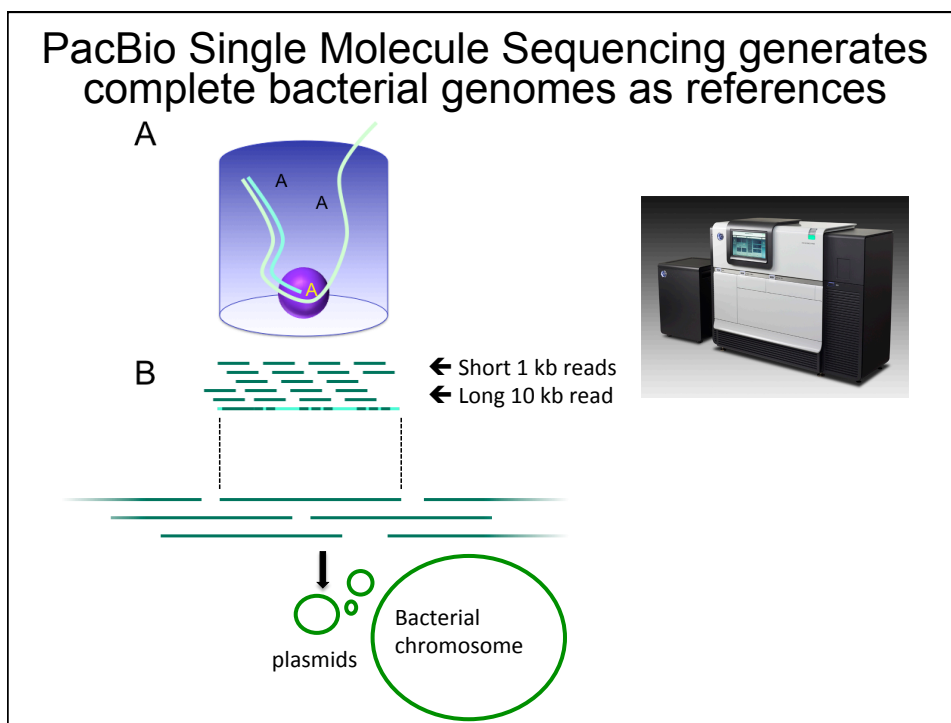 PacBio Single Molecule Sequencing generates
complete bacterial genomes as references
A
A
A
A
B
← Short 1 kb reads
← Long 10 kb read
Bacterial
chromosome
plasmids